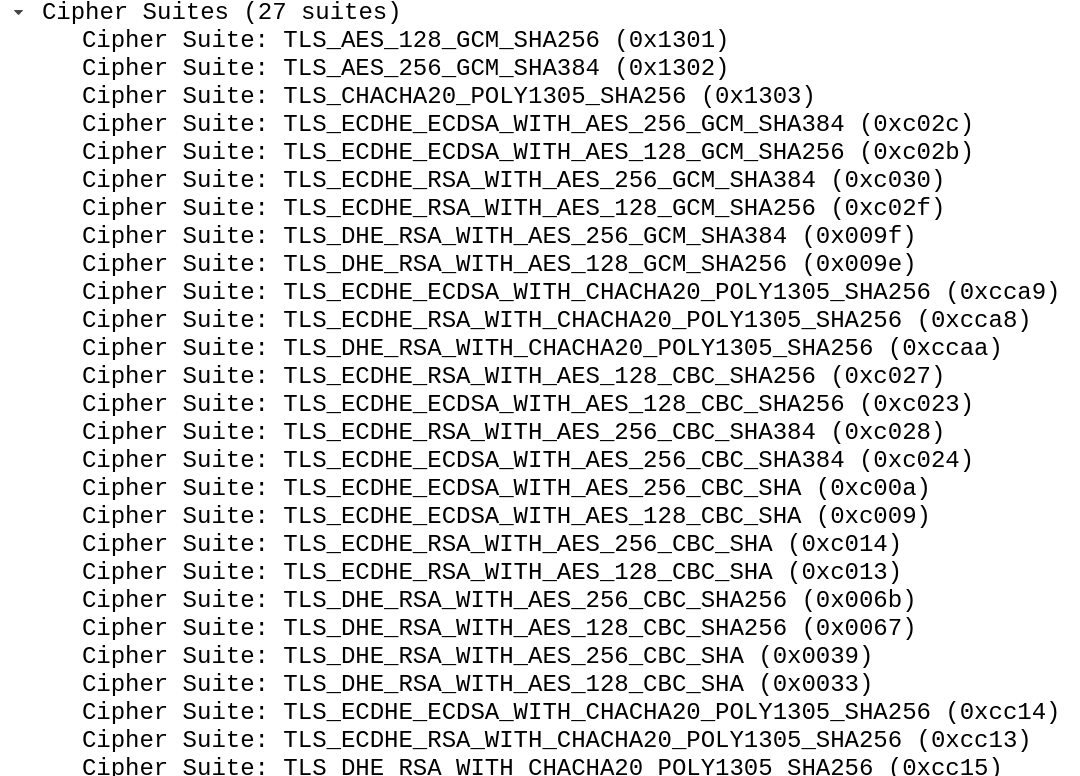 Cipher Suites (27 suites)
Cipher Suite: TLS_AES_128_GCM_SHA256 (0x1301)
Cipher Suite: TLS_AES_256_GCM_SHA384 (0x1302)
Cipher Suite: TLS_CHACHA20_POLY1305_SHA256 (0x1303)
Cipher Suite: TLS_ECDHE_ECDSA_WITH_AES_256_GCM_SHA384 (0xc02c)
Cipher Suite: TLS_ECDHE_ECDSA_WITH_AES_128_GCM_SHA256 (0xc02b)
Cipher Suite: TLS_ECDHE_RSA_WITH_AES_256_GCM_SHA384 (0xc030)
Cipher Suite: TLS_ECDHE_RSA_WITH_AES_128_GCM_SHA256 (0xc02f)
Cipher Suite: TLS_DHE_RSA_WITH_AES_256_GCM_SHA384 (0x009f)
Cipher Suite: TLS_DHE_RSA_WITH_AES_128_GCM_SHA256 (0x009e)
Cipher Suite: TLS_ECDHE_ECDSA_WITH_CHACHA20_POLY1305_SHA256 (0xcca9)
Cipher Suite: TLS_ECDHE_RSA_WITH_CHACHA20_POLY1305_SHA256 (0xcca8)
Cipher Suite: TLS_DHE_RSA_WITH_CHACHA20_POLY1305_SHA256 (0xccaa)
Cipher Suite: TLS_ECDHE_RSA_WITH_AES_128_CBC_SHA256 (0xc027)
Cipher Suite: TLS_ECDHE_ECDSA_WITH_AES_128_CBC_SHA256 (0xc023)
Cipher Suite: TLS_ECDHE_RSA_WITH_AES_256_CBC_SHA384 (0xc028)
Cipher Suite: TLS_ECDHE_ECDSA_WITH_AES_256_CBC_SHA384 (0xc024)
Cipher Suite: TLS_ECDHE_ECDSA_WITH_AES_256_CBC_SHA (0xc00a)
Cipher Suite: TLS_ECDHE_ECDSA_WITH_AES_128_CBC_SHA (0xc009)
Cipher Suite: TLS_ECDHE_RSA_WITH_AES_256_CBC_SHA (0xc014)
Cipher Suite: TLS_ECDHE_RSA_WITH_AES_128_CBC_SHA (0xc013)
Cipher Suite: TLS_DHE_RSA_WITH_AES_256_CBC_SHA256 (0x006b)
Cipher Suite: TLS_DHE_RSA_WITH_AES_128_CBC_SHA256 (0x0067)
Cipher Suite: TLS_DHE_RSA_WITH_AES_256_CBC_SHA (0x0039)
Cipher Suite: TLS_DHE_RSA_WITH_AES_128_CBC_SHA (0x0033)
Cipher Suite: TLS_ECDHE_ECDSA_WITH_CHACHA20_POLY1305_SHA256 (0xcc14)
Cipher Suite: TLS_ECDHE_RSA_WITH_CHACHA20_POLY1305_SHA256 (0xcc13)
Cipher Suite: TLS_DHE_RSA_WITH_CHACHA20_POLY1305_SHA256 (0xcc15)